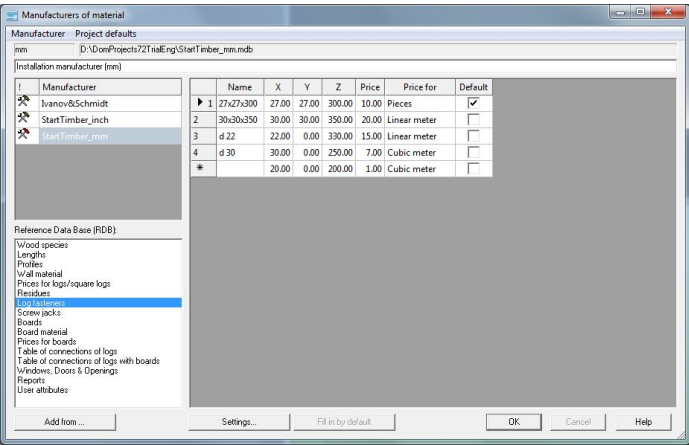 Manufacturers of material
Manufacturer Project defaults
mm D:\DomProjects72TrialEng\StartTimber_mm.mdb
Installation manufacturer (mm)
! Manufacturer
Ivanov&Schmidt
StartTimber_inch
StartTimber_mm
Name X Y Z Price Price for Default
1 27x27x300 27.00 27.00 300.00 10.00 Pieces
2 30x30x350 30.00 30.00 350.00 20.00 Linear meter
3 d 22 22.00 0.00 330.00 15.00 Linear meter
4 d 30 30.00 0.00 250.00 7.00 Cubic meter
* 20.00 0.00 200.00 1.00 Cubic meter
Reference Data Base (RDB):
Wood species
Lengths
Profiles
Wall material
Prices for logs/square logs
Residues
Log fasteners
Screw jacks
Boards
Board material
Prices for boards
Table of connections of logs
Table of connections of logs with boards
Windows, Doors & Openings
Reports
User attributes
Add from ... Settings... Fill in by default OK Cancel Help